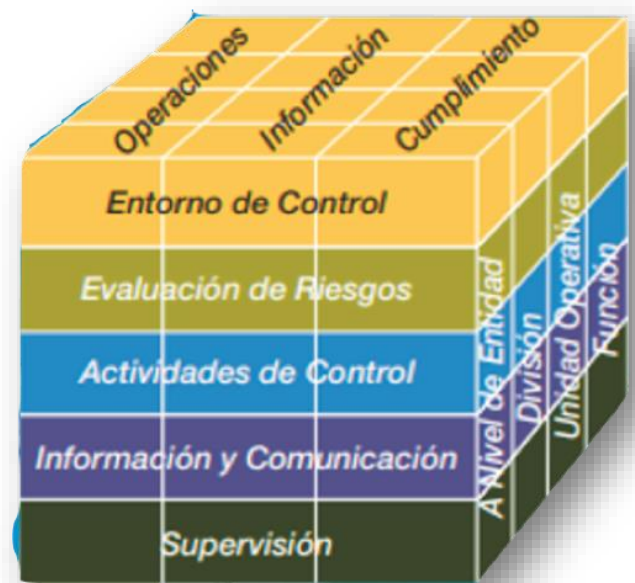 Operaciones
Información
Cumplimiento
Entorno de Control
Evaluación de Riesgos
Actividades de Control
Información y Comunicación
Supervisión
A Nivel de Entidad
División
Unidad Operativa
Función